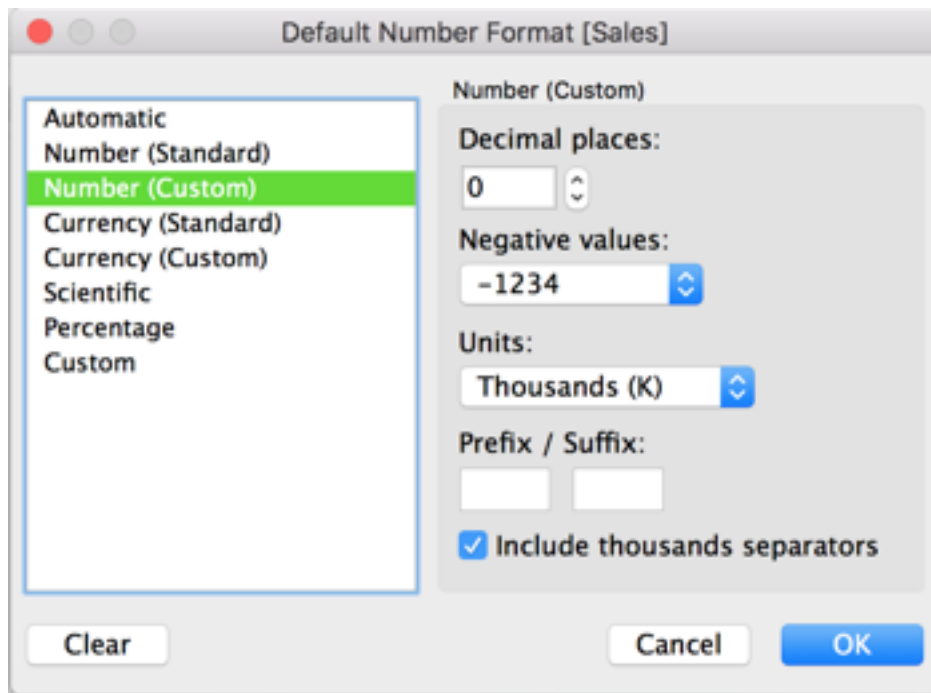 Default Number Format [Sales]
Automatic
Number (Standard)
Number (Custom)
Currency (Standard)
Currency (Custom)
Scientific
Percentage
Custom
Number (Custom)
Decimal places:
0
Negative values:
-1234
Units:
Thousands (K)
Prefix / Suffix:
Include thousands separators
Clear
Cancel
OK